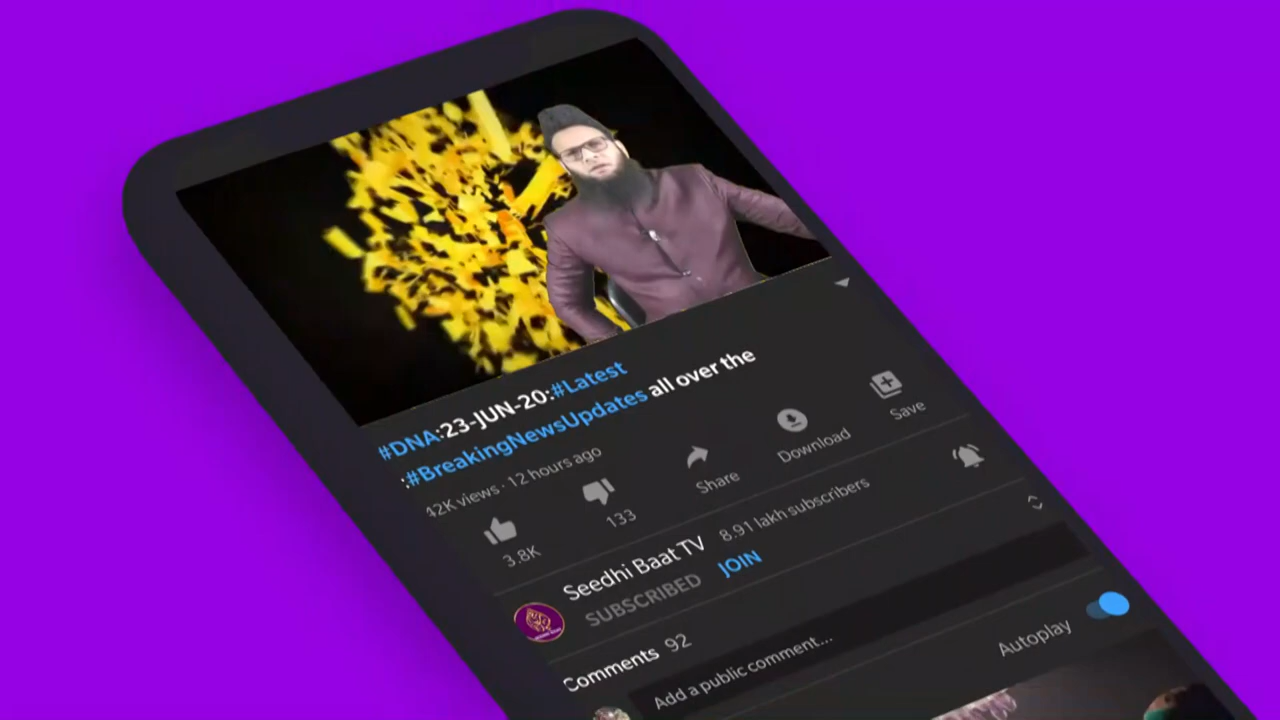 #DNA:23-JUN-20:#Latest
:#BreakingNewsUpdates all over the
42K views · 12 hours ago
3.8K
133
Share
Download
Save
Seedhi Baat TV
8.91 lakh subscribers
SUBSCRIBED
JOIN
Comments 92
Add a public comment...
Autoplay